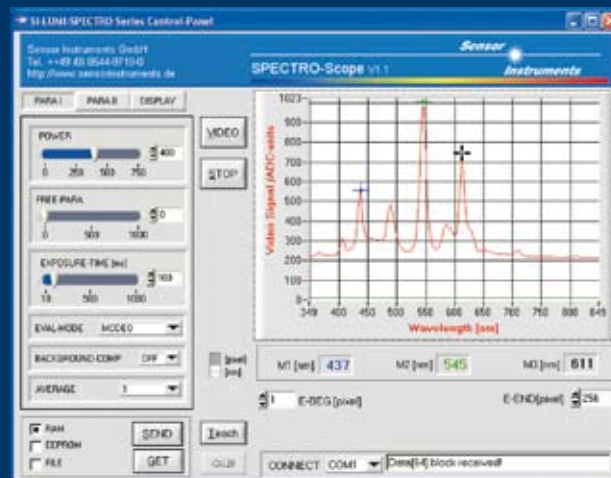 SI-LUMI-SPECTRO Series Control-Panel
Sensor Instruments GmbH
Tel. ++49 (0) 8544-9719-0
http://www.sensorinstruments.de
SPECTRO-Scope V1.1
Sensor
Instruments
PARA I PARA II DISPLAY
POWER
400
0 250 500 750
FREE PARA
0
0 500 1000
EXPOSURE-TIME [ms]
100
10 500 1000
EVAL-MODE MODE0
BACKGROUND-COMP OFF
AVERAGE 1
RAM
EEPROM
FILE
SEND
GET
VIDEO
STOP
[pixel]
[nm]
Teach
Video Signal /ADC-units
1023
900
800
700
600
500
400
300
200
100
0
349 400 450 500 550 600 650 700 750 800 849
Wavelength [nm]
M1 [nm] 437 M2 [nm] 545 M3 [nm] 611
1 E-BEG [pixel] E-END [pixel] 256
CONNECT COM1 Data[64] block received!